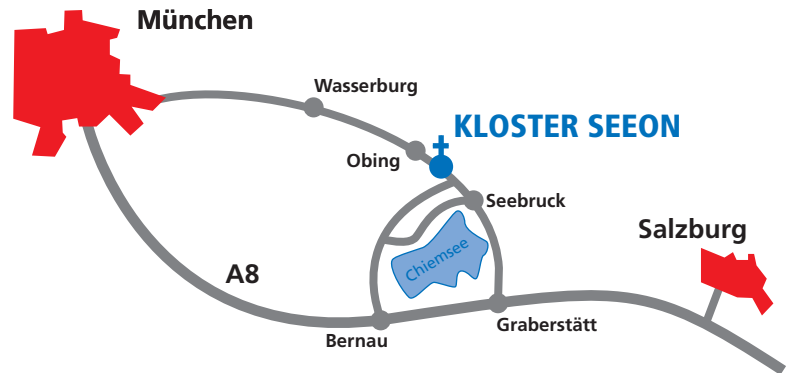 München
Wasserburg
KLOSTER SEEON
Obing
Seebruck
Salzburg
Chiemsee
A8
Graberstätt
Bernau